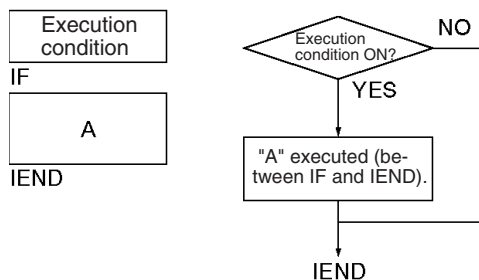 Execution
condition
IF
A
IEND
Execution
condition ON?
NO
YES
"A" executed (be-
tween IF and IEND).
IEND